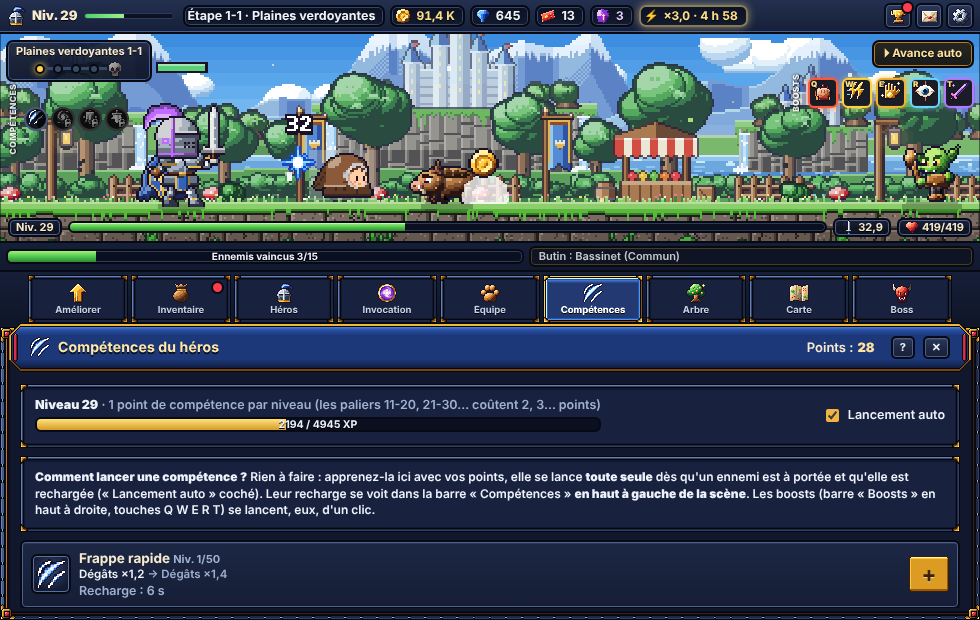 Niv. 29
Étape 1-1 · Plaines verdoyantes
91,4 K
645
13
3
×3,0 · 4 h 58
Plaines verdoyantes 1-1
Avance auto
COMPÉTENCES
BOOSTS
Q
W
E
R
T
32
Niv. 29
32,9
419/419
Ennemis vaincus 3/15
Butin : Bassinet (Commun)
Améliorer
Inventaire
Héros
Invocation
Equipe
Compétences
Arbre
Carte
Boss
Compétences du héros
Points : 28
?
×
Niveau 29 · 1 point de compétence par niveau (les paliers 11-20, 21-30... coûtent 2, 3... points)
2194 / 4945 XP
Lancement auto
Comment lancer une compétence ? Rien à faire : apprenez-la ici avec vos points, elle se lance toute seule dès qu'un ennemi est à portée et qu'elle est
rechargée (« Lancement auto » coché). Leur recharge se voit dans la barre « Compétences » en haut à gauche de la scène. Les boosts (barre « Boosts » en
haut à droite, touches Q W E R T) se lancent, eux, d'un clic.
Frappe rapide Niv. 1/50
Dégâts ×1,2 → Dégâts ×1,4
Recharge : 6 s
+